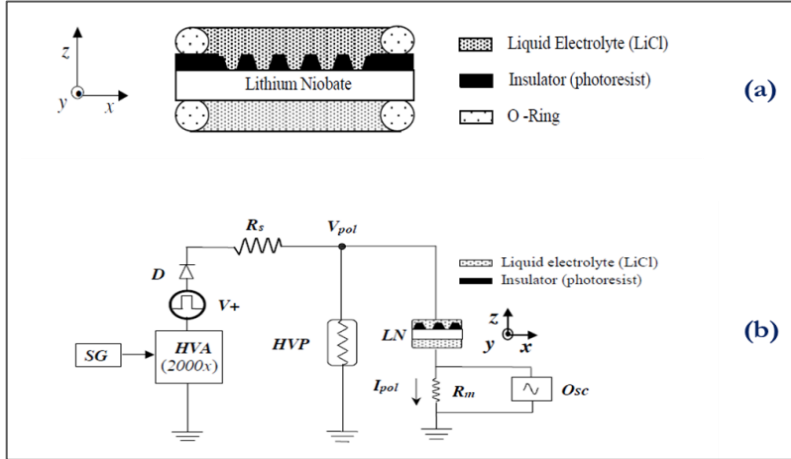 z
y
x
Lithium Niobate
Liquid Electrolyte (LiCl)
Insulator (photoresist)
O -Ring
(a)
Rs
Vpol
D
V+
SG
HVA
(2000x)
HVP
LN
Ipol
Rm
Osc
z
y
x
Liquid electrolyte (LiCl)
Insulator (photoresist)
(b)